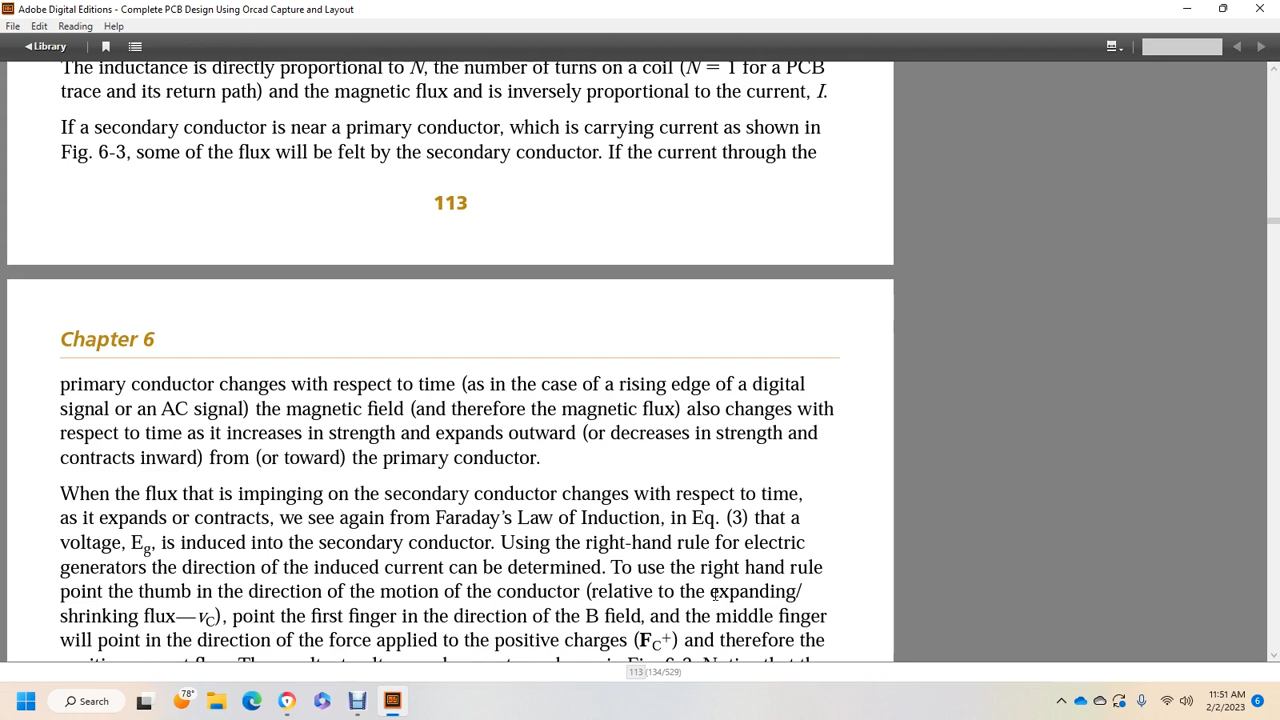 Adobe Digital Editions - Complete PCB Design Using Orcad Capture and Layout
File Edit Reading Help
Library
The inductance is directly proportional to N, the number of turns on a coil (N = 1 for a PCB
trace and its return path) and the magnetic flux and is inversely proportional to the current, I.
If a secondary conductor is near a primary conductor, which is carrying current as shown in
Fig. 6-3, some of the flux will be felt by the secondary conductor. If the current through the
113
Chapter 6
primary conductor changes with respect to time (as in the case of a rising edge of a digital
signal or an AC signal) the magnetic field (and therefore the magnetic flux) also changes with
respect to time as it increases in strength and expands outward (or decreases in strength and
contracts inward) from (or toward) the primary conductor.
When the flux that is impinging on the secondary conductor changes with respect to time,
as it expands or contracts, we see again from Faraday's Law of Induction, in Eq. (3) that a
voltage, Eg, is induced into the secondary conductor. Using the right-hand rule for electric
generators the direction of the induced current can be determined. To use the right hand rule
point the thumb in the direction of the motion of the conductor (relative to the expanding/
shrinking flux—vC), point the first finger in the direction of the B field, and the middle finger
will point in the direction of the force applied to the positive charges (FC+) and therefore the
113 (134/529)
Search
78°
11:51 AM
2/2/2023
6